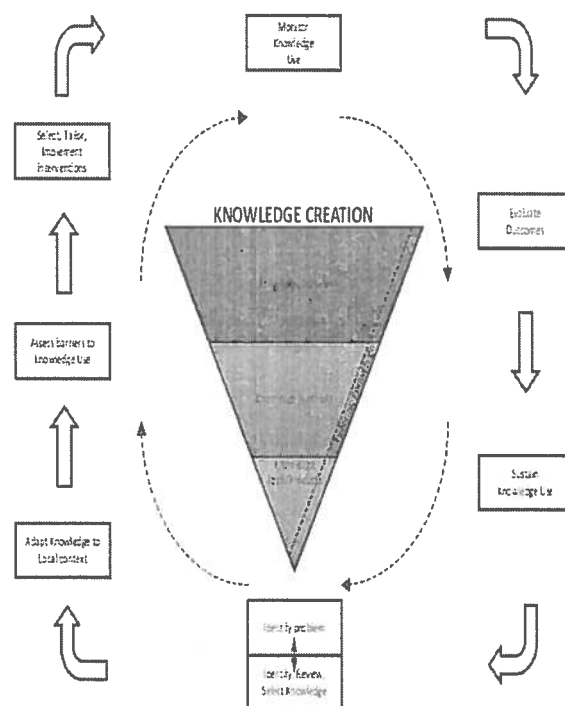 Monitor
Knowledge
Use
Select, Tailor,
Implement
Interventions
KNOWLEDGE CREATION
Evaluate
Outcomes
Assess barriers to
Knowledge Use
Knowledge
Sustain
Knowledge Use
Adapt Knowledge to
Local context
Identify problem
Identify, Review,
Select Knowledge